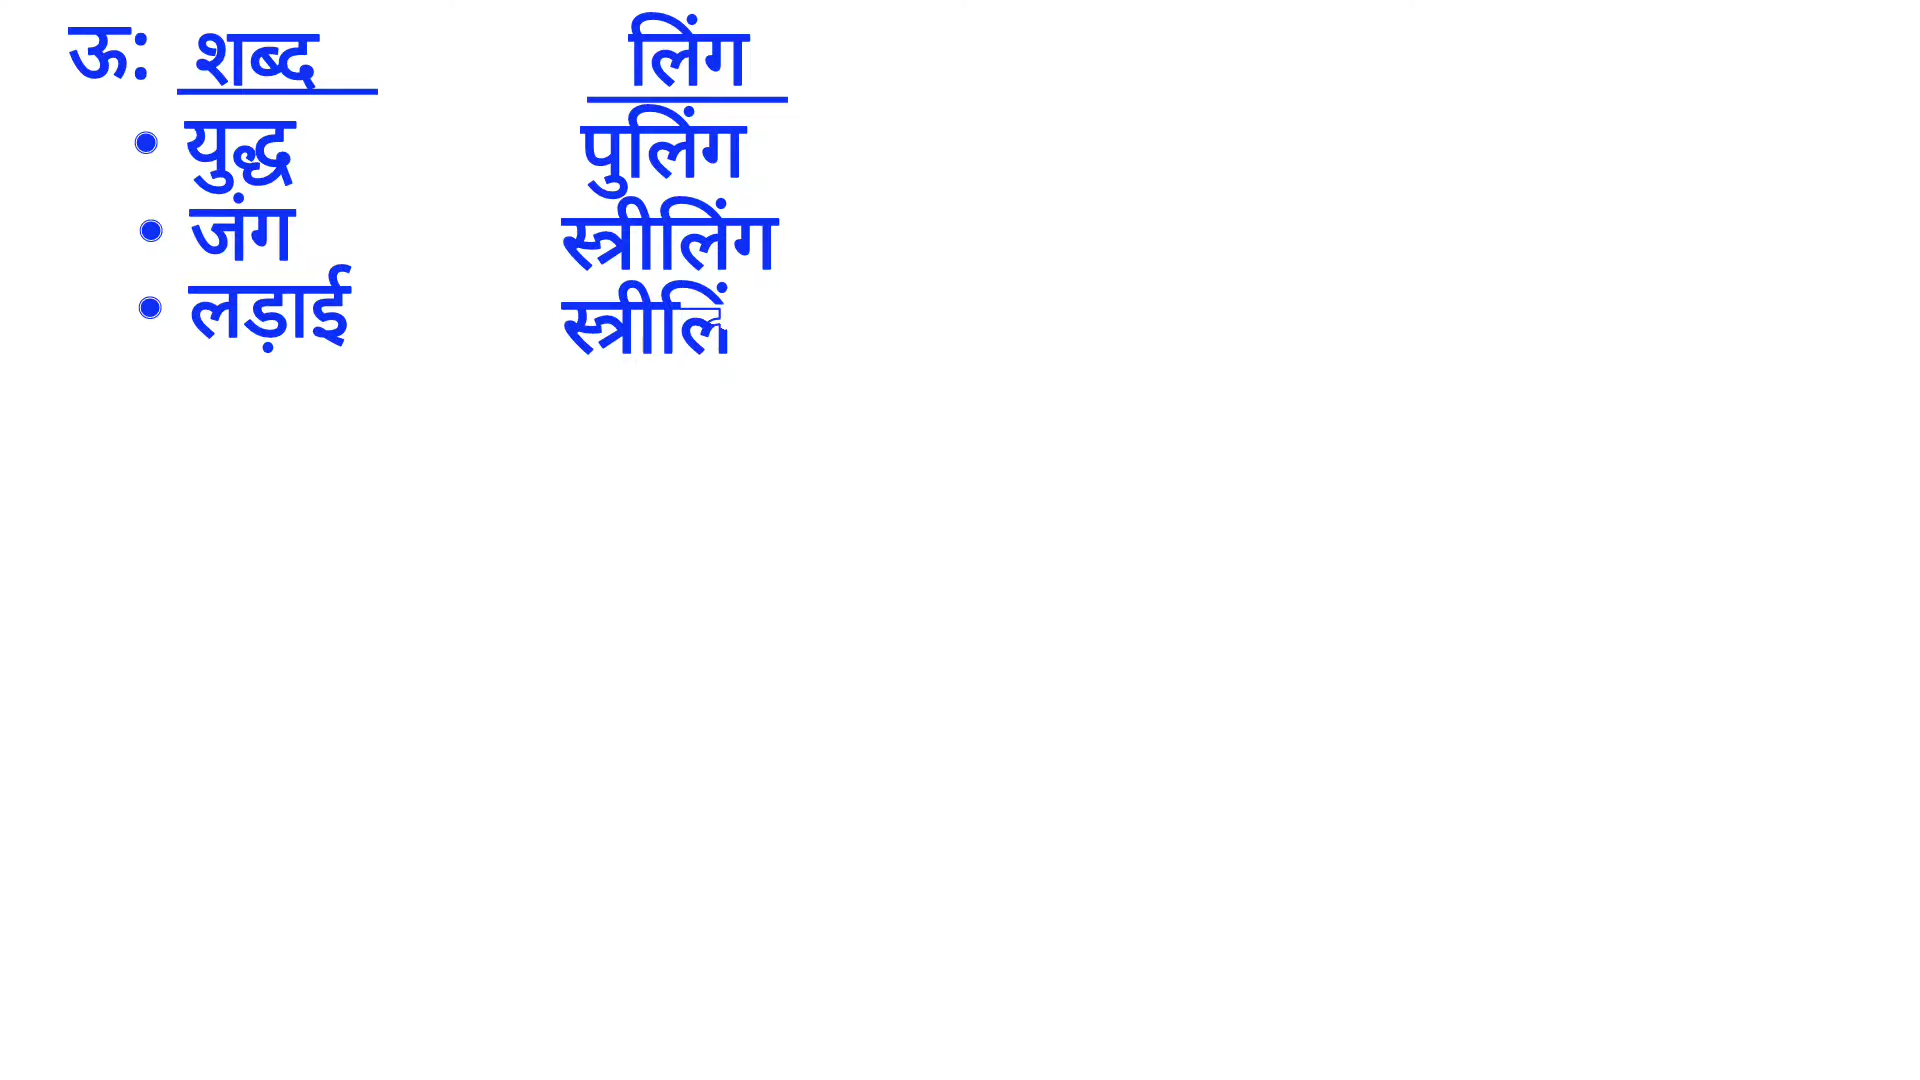 ऊ: शब्द लिंग
• युद्ध पुलिंग
• जंग स्त्रीलिंग
• लड़ाई स्त्रीलिं